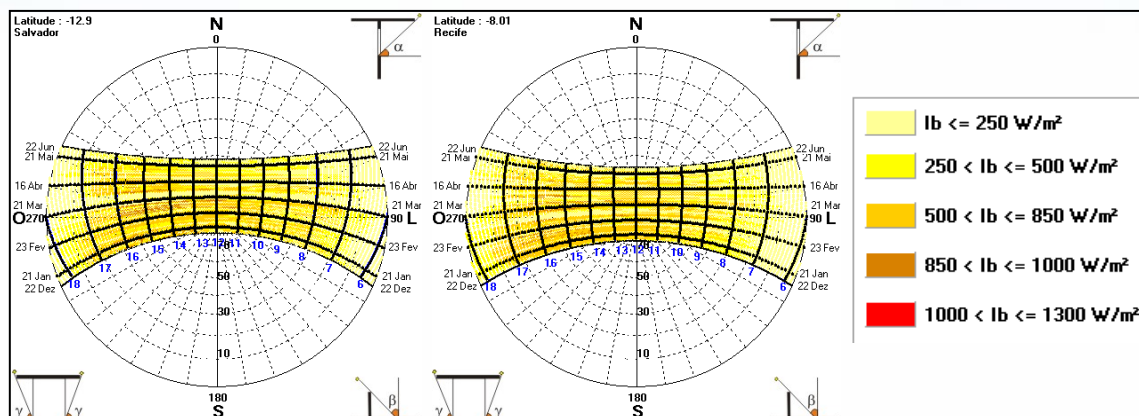 Latitude : -12.9
Salvador
N
0
α
22 Jun
21 Mai
16 Abr
21 Mar
O270
23 Fev
21 Jan
22 Dez
22 Jun
21 Mai
16 Abr
21 Mar
90 L
23 Fev
21 Jan
22 Dez
18 17 16 15 14 13 12 11 10 9 8 7 6
70
50
30
10
180
S
γ γ
β
Latitude : -8.01
Recife
N
0
α
22 Jun
21 Mai
16 Abr
21 Mar
O270
23 Fev
21 Jan
22 Dez
22 Jun
21 Mai
16 Abr
21 Mar
90 L
23 Fev
21 Jan
22 Dez
18 17 16 15 14 13 12 11 10 9 8 7 6
70
50
30
10
180
S
γ γ
β
Ib <= 250 W/m²
250 < Ib <= 500 W/m²
500 < Ib <= 850 W/m²
850 < Ib <= 1000 W/m²
1000 < Ib <= 1300 W/m²